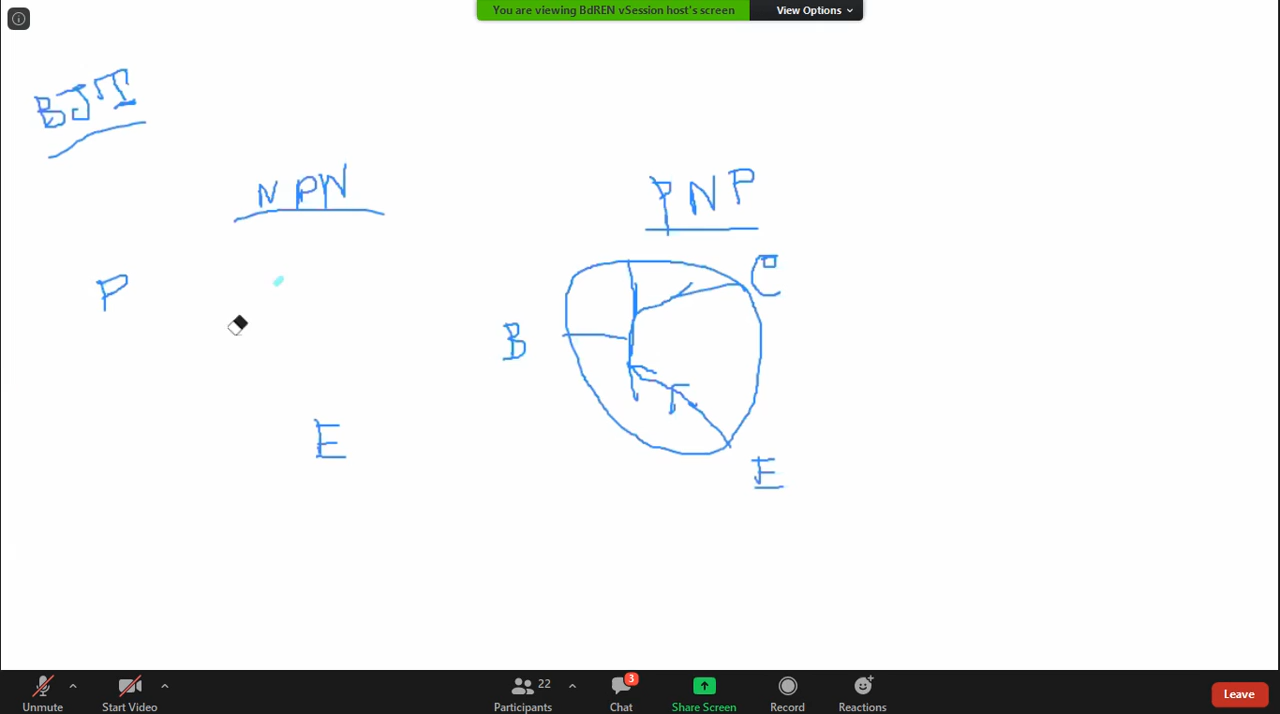 You are viewing BdREN vSession host's screen
View Options
BJT
NPN
PNP
P
C
B
E
E
Unmute
Start Video
22
Participants
3
Chat
Share Screen
Record
Reactions
Leave